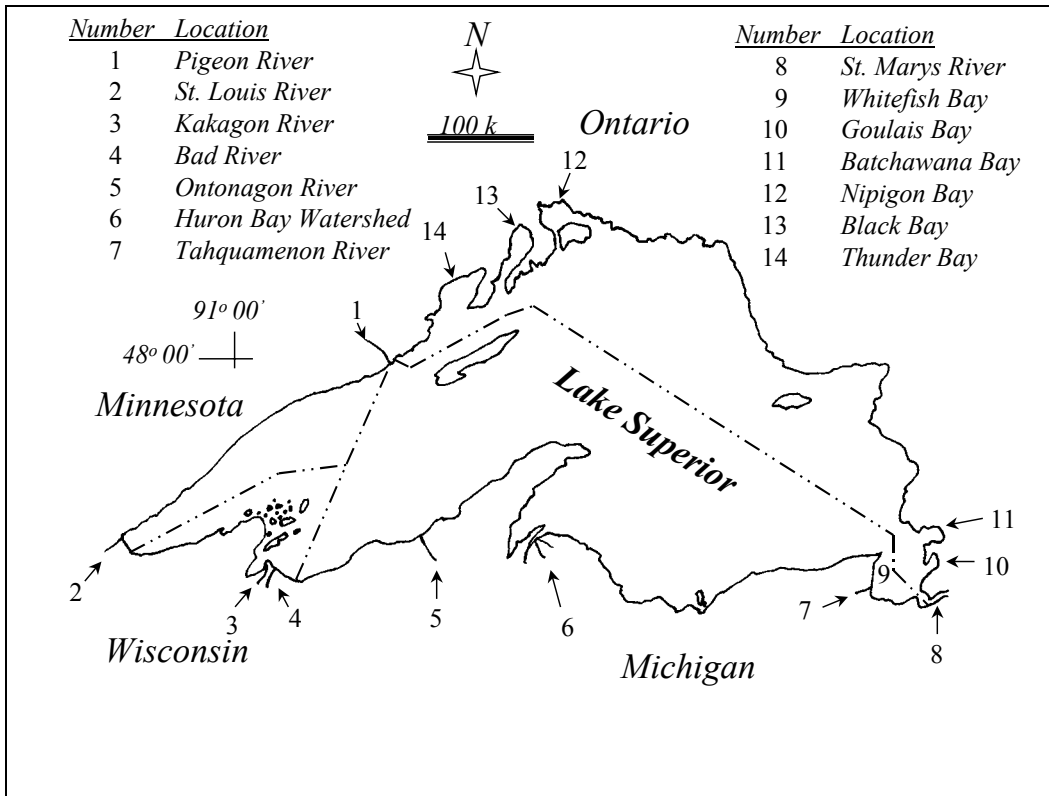 Number Location
1 Pigeon River
2 St. Louis River
3 Kakagon River
4 Bad River
5 Ontonagon River
6 Huron Bay Watershed
7 Tahquamenon River
N
100 k
Ontario
Number Location
8 St. Marys River
9 Whitefish Bay
10 Goulais Bay
11 Batchawana Bay
12 Nipigon Bay
13 Black Bay
14 Thunder Bay
12
13
14
91º 00’
1
48º 00’
Minnesota
Lake Superior
11
10
9
2
3
4
5
6
7
8
Wisconsin
Michigan